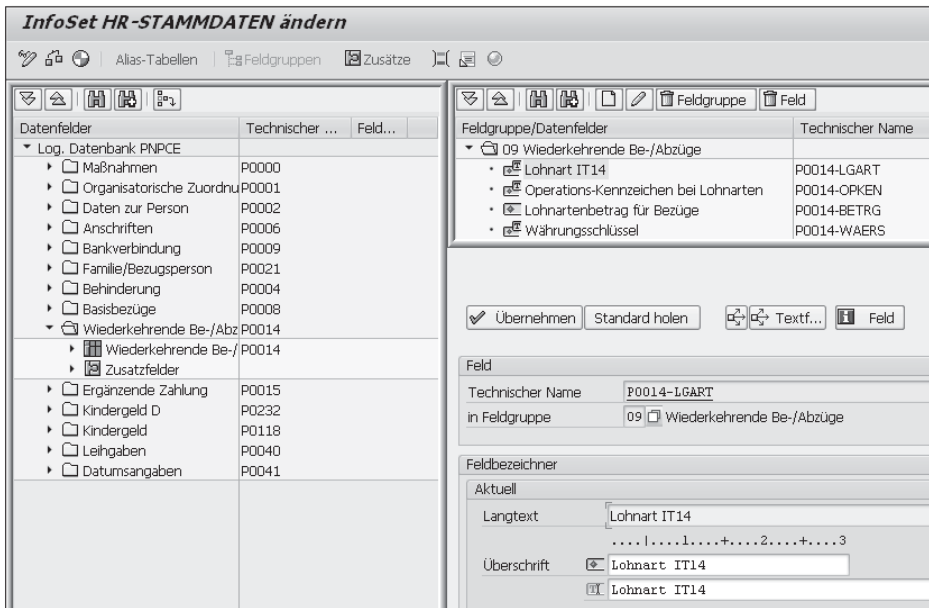 InfoSet HR-STAMMDATEN ändern
Alias-Tabellen Feldgruppen Zusätze
Feldgruppe Feld
Datenfelder Technischer ... Feld...
Log. Datenbank PNPCE
Maßnahmen P0000
Organisatorische Zuordnu P0001
Daten zur Person P0002
Anschriften P0006
Bankverbindung P0009
Familie/Bezugsperson P0021
Behinderung P0004
Basisbezüge P0008
Wiederkehrende Be-/Abz P0014
Wiederkehrende Be-/ P0014
Zusatzfelder
Ergänzende Zahlung P0015
Kindergeld D P0232
Kindergeld P0118
Leihgaben P0040
Datumsangaben P0041
Feldgruppe/Datenfelder Technischer Name
09 Wiederkehrende Be-/Abzüge
Lohnart IT14 P0014-LGART
Operations-Kennzeichen bei Lohnarten P0014-OPKEN
Lohnartenbetrag für Bezüge P0014-BETRG
Währungsschlüssel P0014-WAERS
Übernehmen Standard holen Textf... Feld
Feld
Technischer Name P0014-LGART
in Feldgruppe 09 Wiederkehrende Be-/Abzüge
Feldbezeichner
Aktuell
Langtext Lohnart IT14
....|....1....+....2....+....3
Überschrift Lohnart IT14
Lohnart IT14